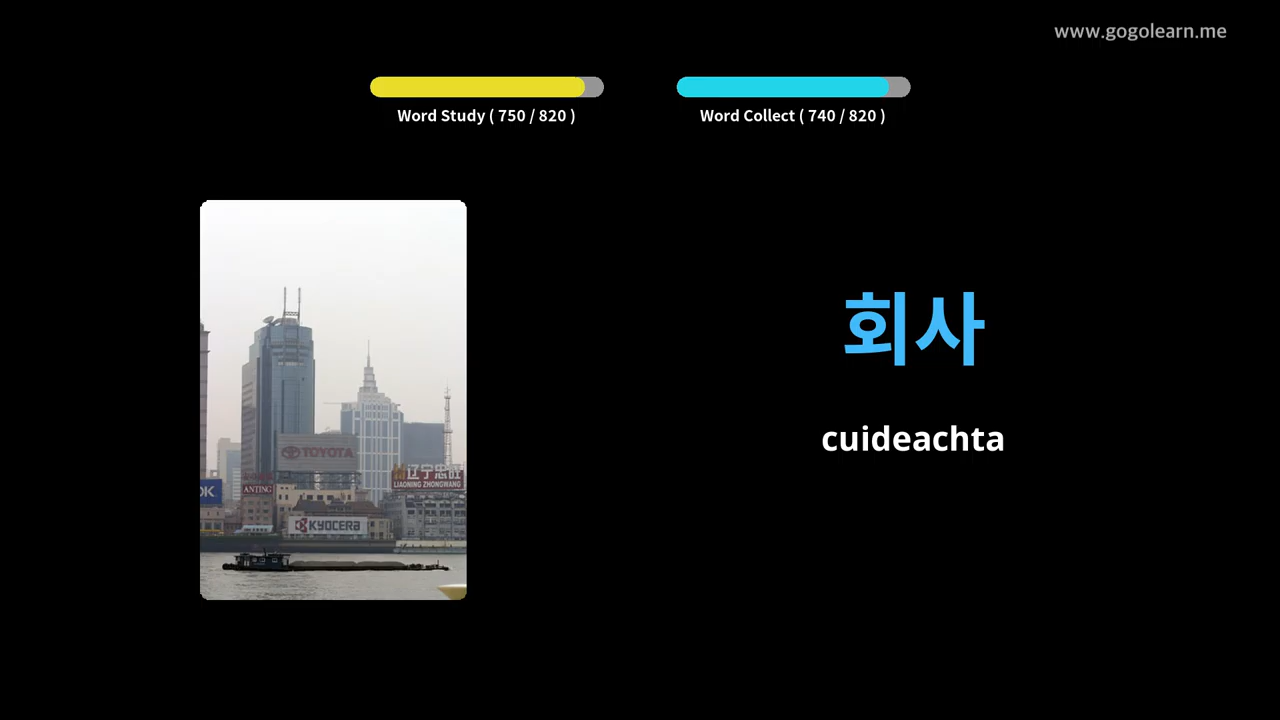 www.gogolearn.me
Word Study ( 750 / 820 )
Word Collect ( 740 / 820 )
회사
cuideachta
TOYOTA
辽宁忠旺
LIAONING ZHONGWANG
OK
ANTING
KYOCERA